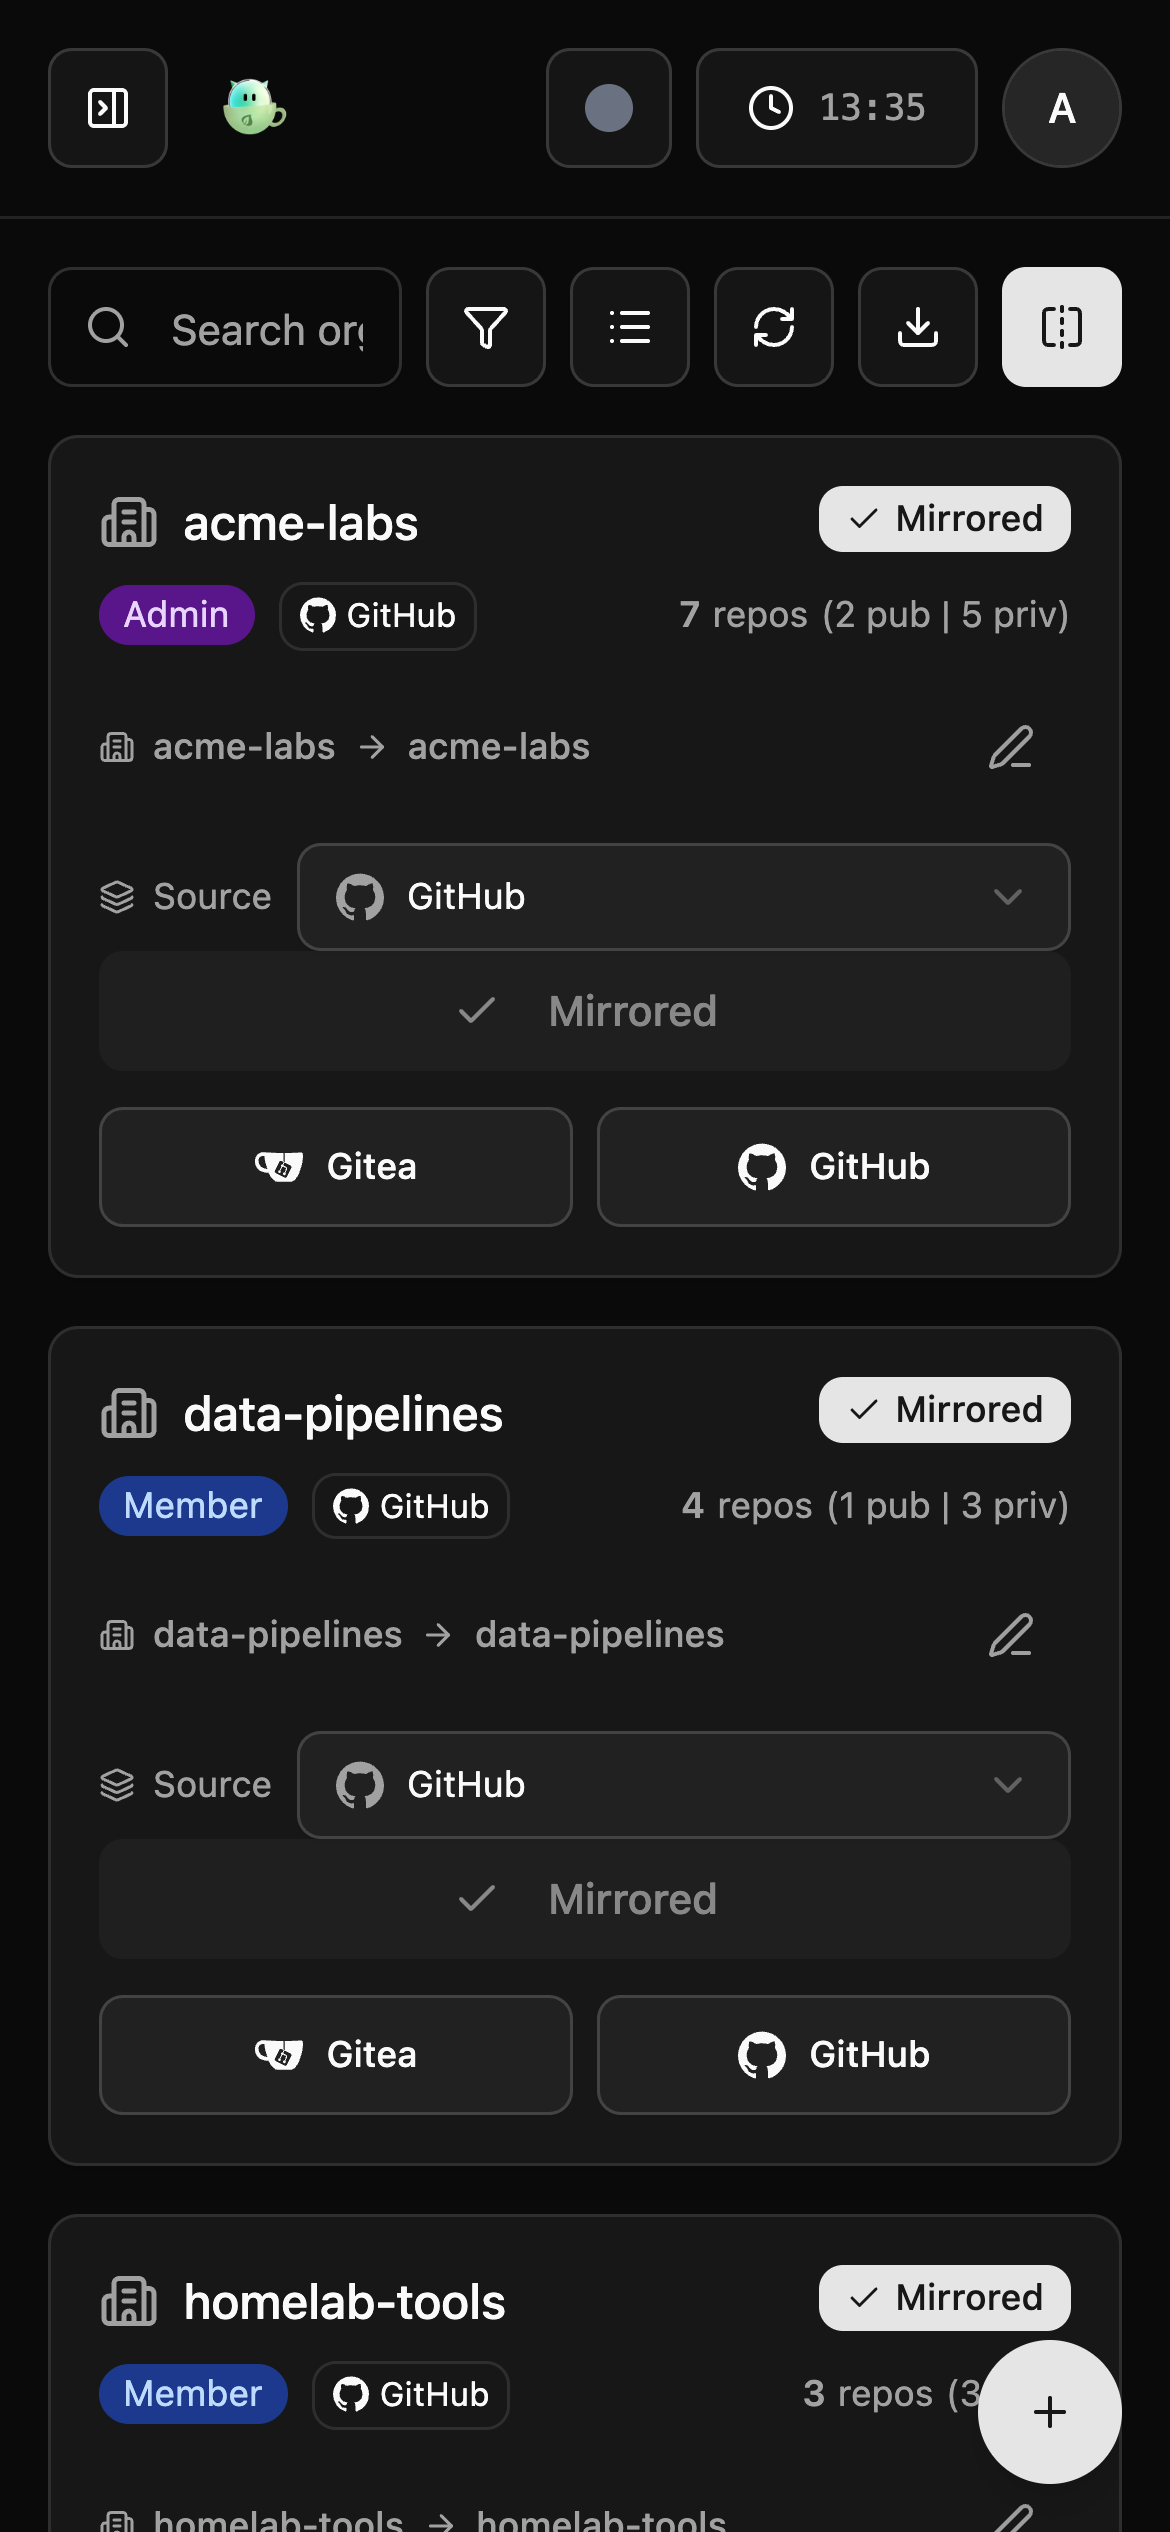 13:35
A
Search org
acme-labs
Mirrored
Admin
GitHub
7 repos (2 pub | 5 priv)
acme-labs → acme-labs
Source
GitHub
Mirrored
Gitea
GitHub
data-pipelines
Mirrored
Member
GitHub
4 repos (1 pub | 3 priv)
data-pipelines → data-pipelines
Source
GitHub
Mirrored
Gitea
GitHub
homelab-tools
Mirrored
Member
GitHub
3 repos (3
homelab-tools → homelab-tools